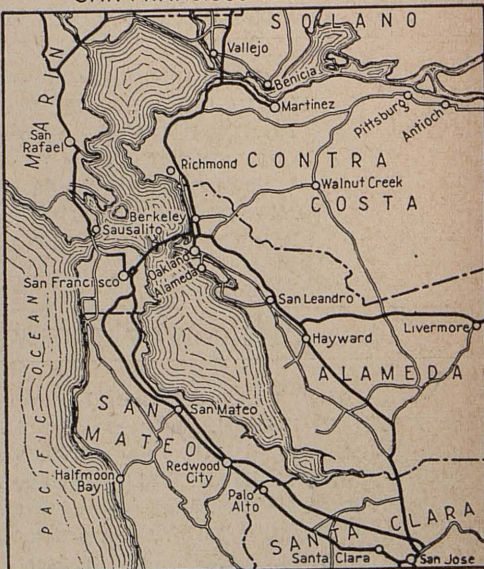 SOLANO
Vallejo
Benicia
Martinez
Pittsburg
Antioch
MARIN
San
Rafael
Richmond
CONTRA
COSTA
Walnut Creek
Berkeley
Sausalito
Oakland
Alameda
San Francisco
San Leandro
Hayward
Livermore
ALAMEDA
PACIFIC OCEAN
SAN
MATEO
San Mateo
Halfmoon
Bay
Redwood
City
Palo
Alto
SANTA CLARA
Santa Clara
San Jose